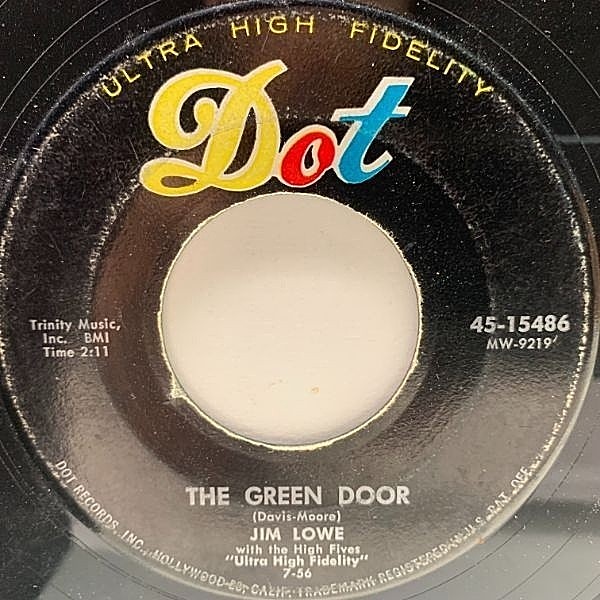 ULTRA HIGH FIDELITY
Dot
Trinity Music,
Inc. BMI
Time 2:11
45-15486
MW-9219
THE GREEN DOOR
(Davis-Moore)
JIM LOWE
with the High Fives
"Ultra High Fidelity"
7-56
DOT RECORDS, INC., HOLLYWOOD-28, CALIF. TRADEMARK REGISTERED U.S. PAT. OFF.